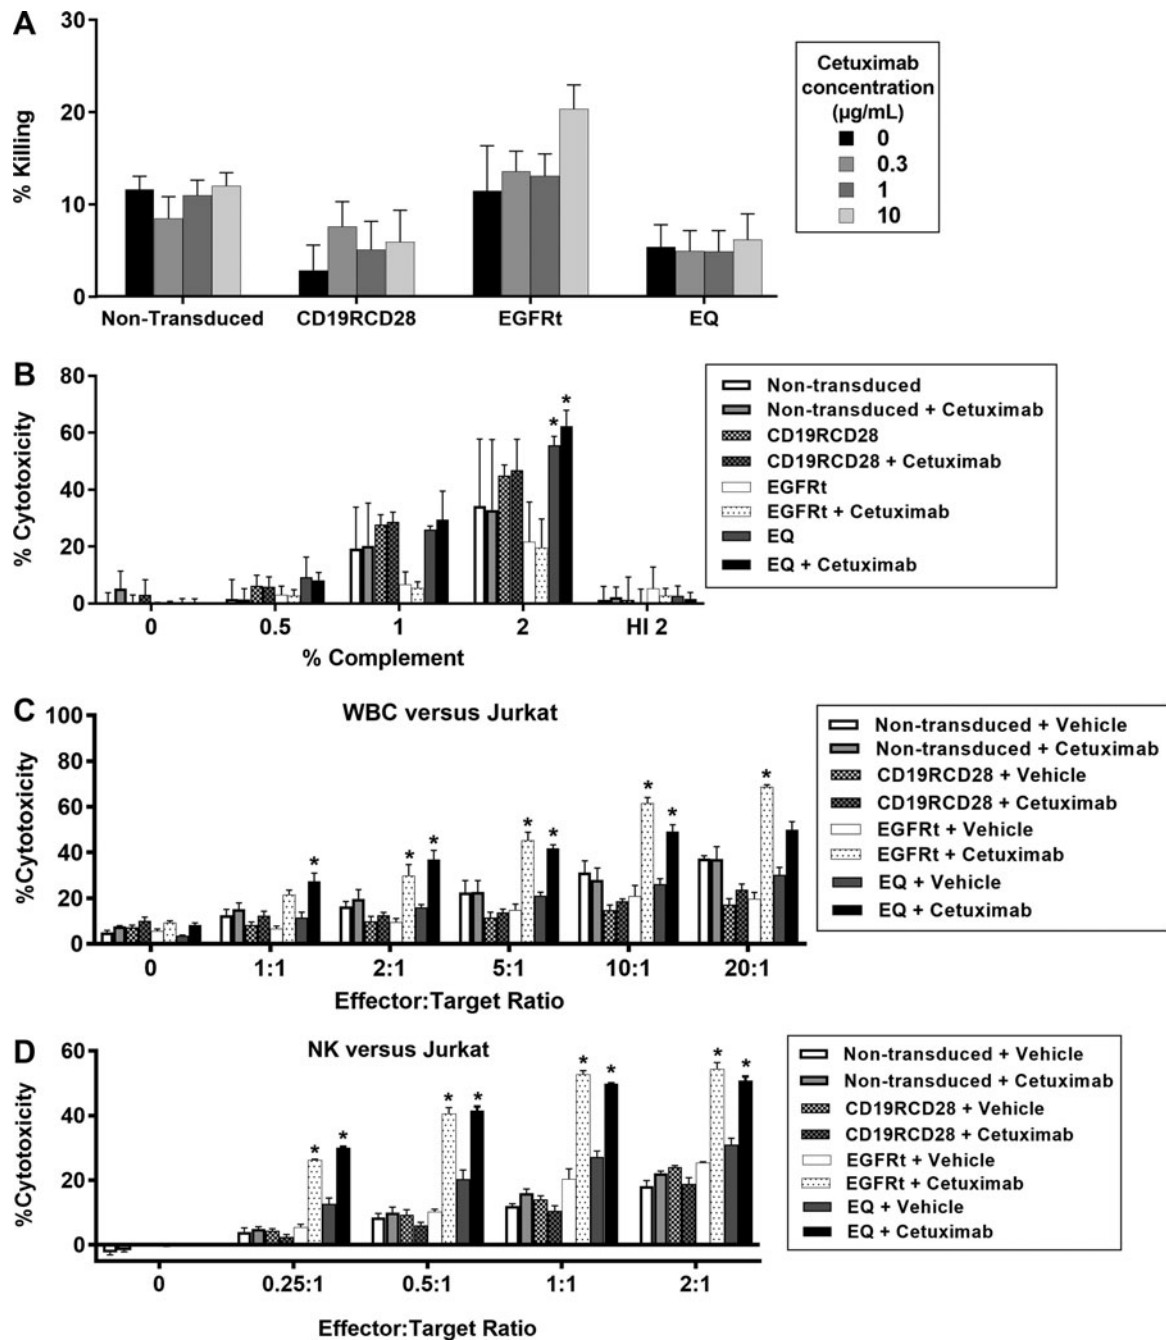 A
30
20
10
0
% Killing
Non-Transduced CD19RCD28 EGFRt EQ
Cetuximab
concentration
(µg/mL)
0
0.3
1
10
B
80
60
40
20
0
% Cytotoxicity
* *
0 0.5 1 2 HI 2
% Complement
Non-transduced
Non-transduced + Cetuximab
CD19RCD28
CD19RCD28 + Cetuximab
EGFRt
EGFRt + Cetuximab
EQ
EQ + Cetuximab
C
WBC versus Jurkat
100
80
60
40
20
0
%Cytotoxicity
* * * * * * * *
0 1:1 2:1 5:1 10:1 20:1
Effector:Target Ratio
Non-transduced + Vehicle
Non-transduced + Cetuximab
CD19RCD28 + Vehicle
CD19RCD28 + Cetuximab
EGFRt + Vehicle
EGFRt + Cetuximab
EQ + Vehicle
EQ + Cetuximab
D
NK versus Jurkat
60
40
20
0
%Cytotoxicity
* * * * * * * *
0 0.25:1 0.5:1 1:1 2:1
Effector:Target Ratio
Non-transduced + Vehicle
Non-transduced + Cetuximab
CD19RCD28 + Vehicle
CD19RCD28 + Cetuximab
EGFRt + Vehicle
EGFRt + Cetuximab
EQ + Vehicle
EQ + Cetuximab